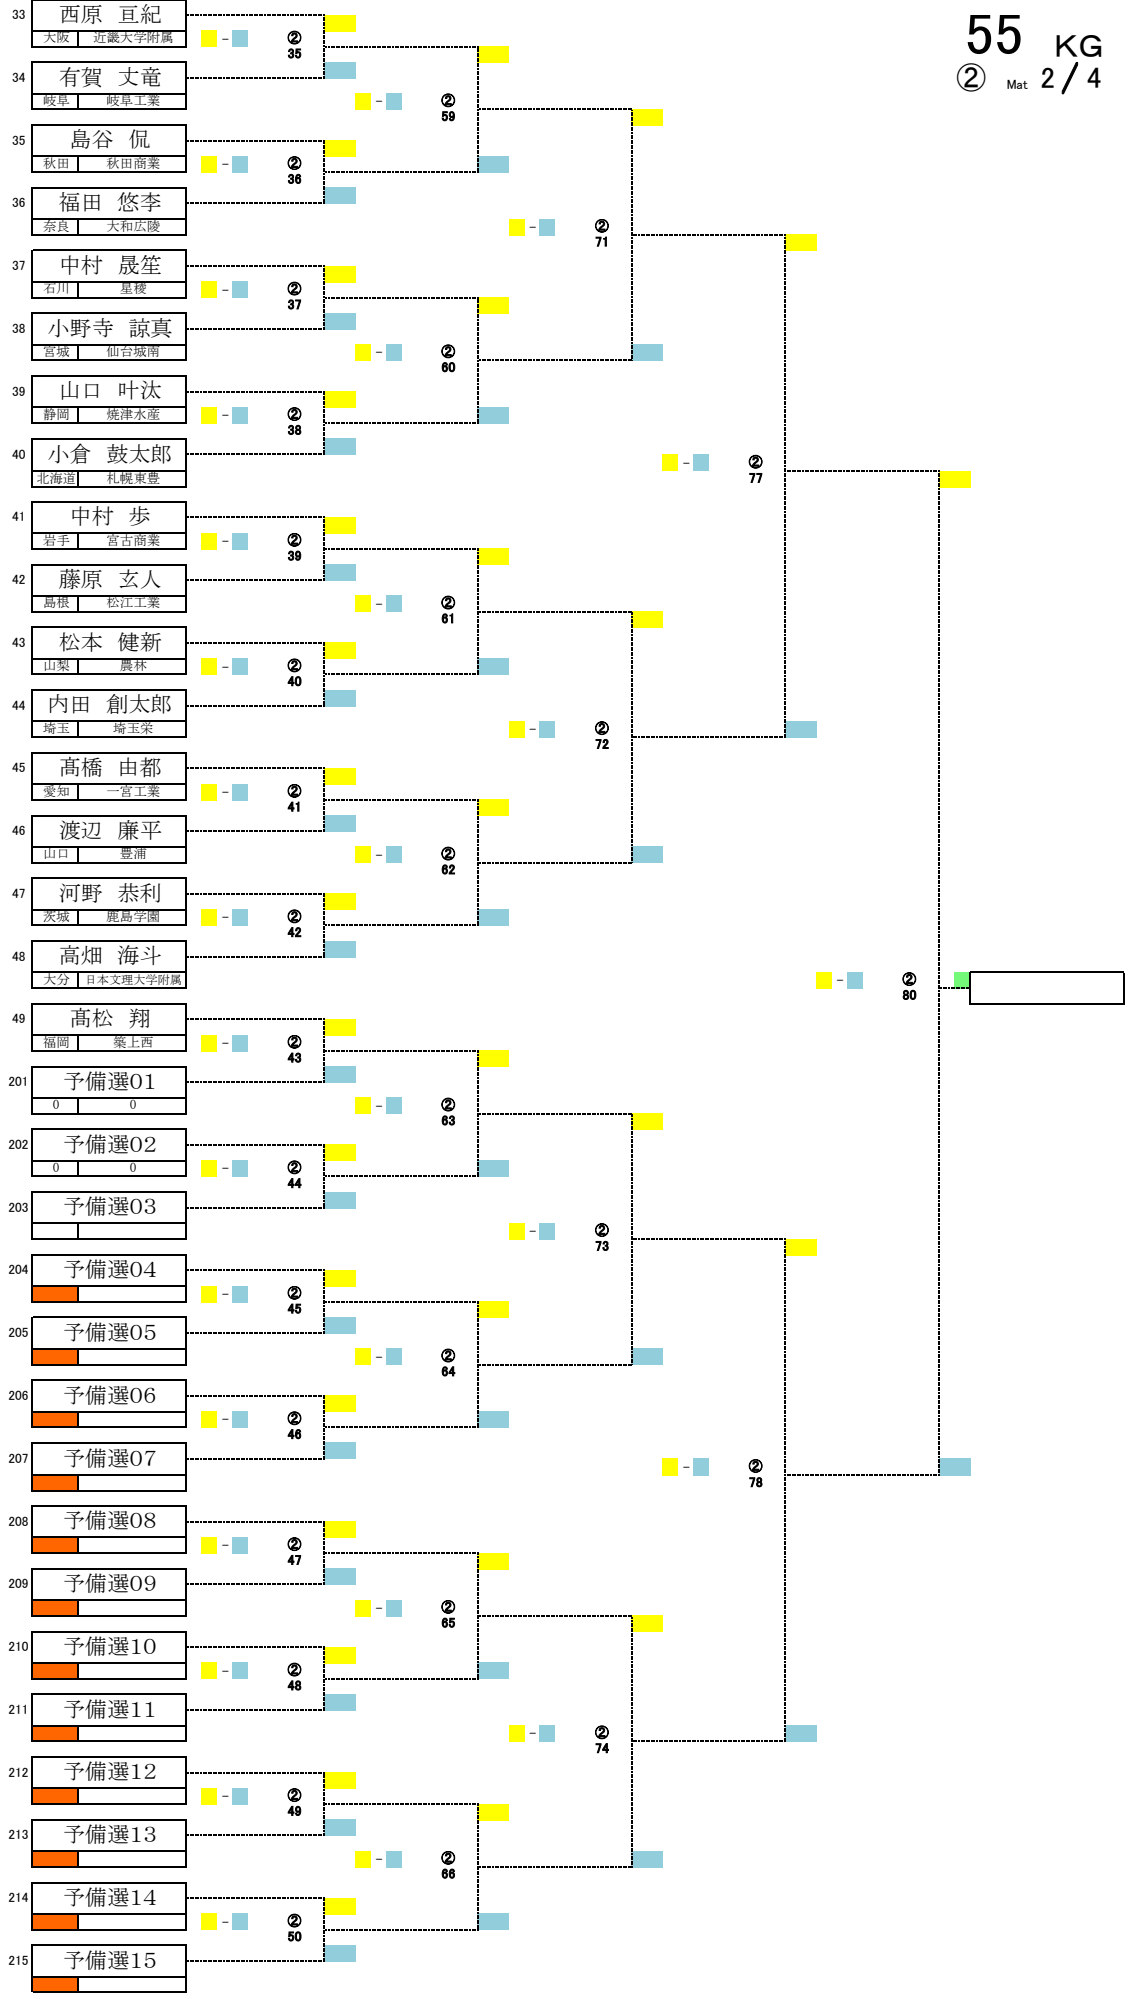 55 KG
② Mat 2/4
33 西原 亘紀
大阪 近畿大学附属
- ② 35
34 有賀 丈竜
岐阜 岐阜工業
- ② 59
35 島谷 侃
秋田 秋田商業
- ② 36
36 福田 悠李
奈良 大和広陵
- ② 71
37 中村 晟笙
石川 星稜
- ② 37
38 小野寺 諒真
宮城 仙台城南
- ② 60
39 山口 叶汰
静岡 焼津水産
- ② 38
40 小倉 鼓太郎
北海道 札幌東豊
- ② 77
41 中村 歩
岩手 宮古商業
- ② 39
42 藤原 玄人
島根 松江工業
- ② 61
43 松本 健新
山梨 農林
- ② 40
44 内田 創太郎
埼玉 埼玉栄
- ② 72
45 髙橋 由都
愛知 一宮工業
- ② 41
46 渡辺 廉平
山口 豊浦
- ② 62
47 河野 恭利
茨城 鹿島学園
- ② 42
48 高畑 海斗
大分 日本文理大学附属
- ② 80
49 髙松 翔
福岡 築上西
- ② 43
201 予備選01
0 0
- ② 63
202 予備選02
0 0
- ② 44
203 予備選03
- ② 73
204 予備選04
- ② 45
205 予備選05
- ② 64
206 予備選06
- ② 46
207 予備選07
- ② 78
208 予備選08
- ② 47
209 予備選09
- ② 65
210 予備選10
- ② 48
211 予備選11
- ② 74
212 予備選12
- ② 49
213 予備選13
- ② 66
214 予備選14
- ② 50
215 予備選15